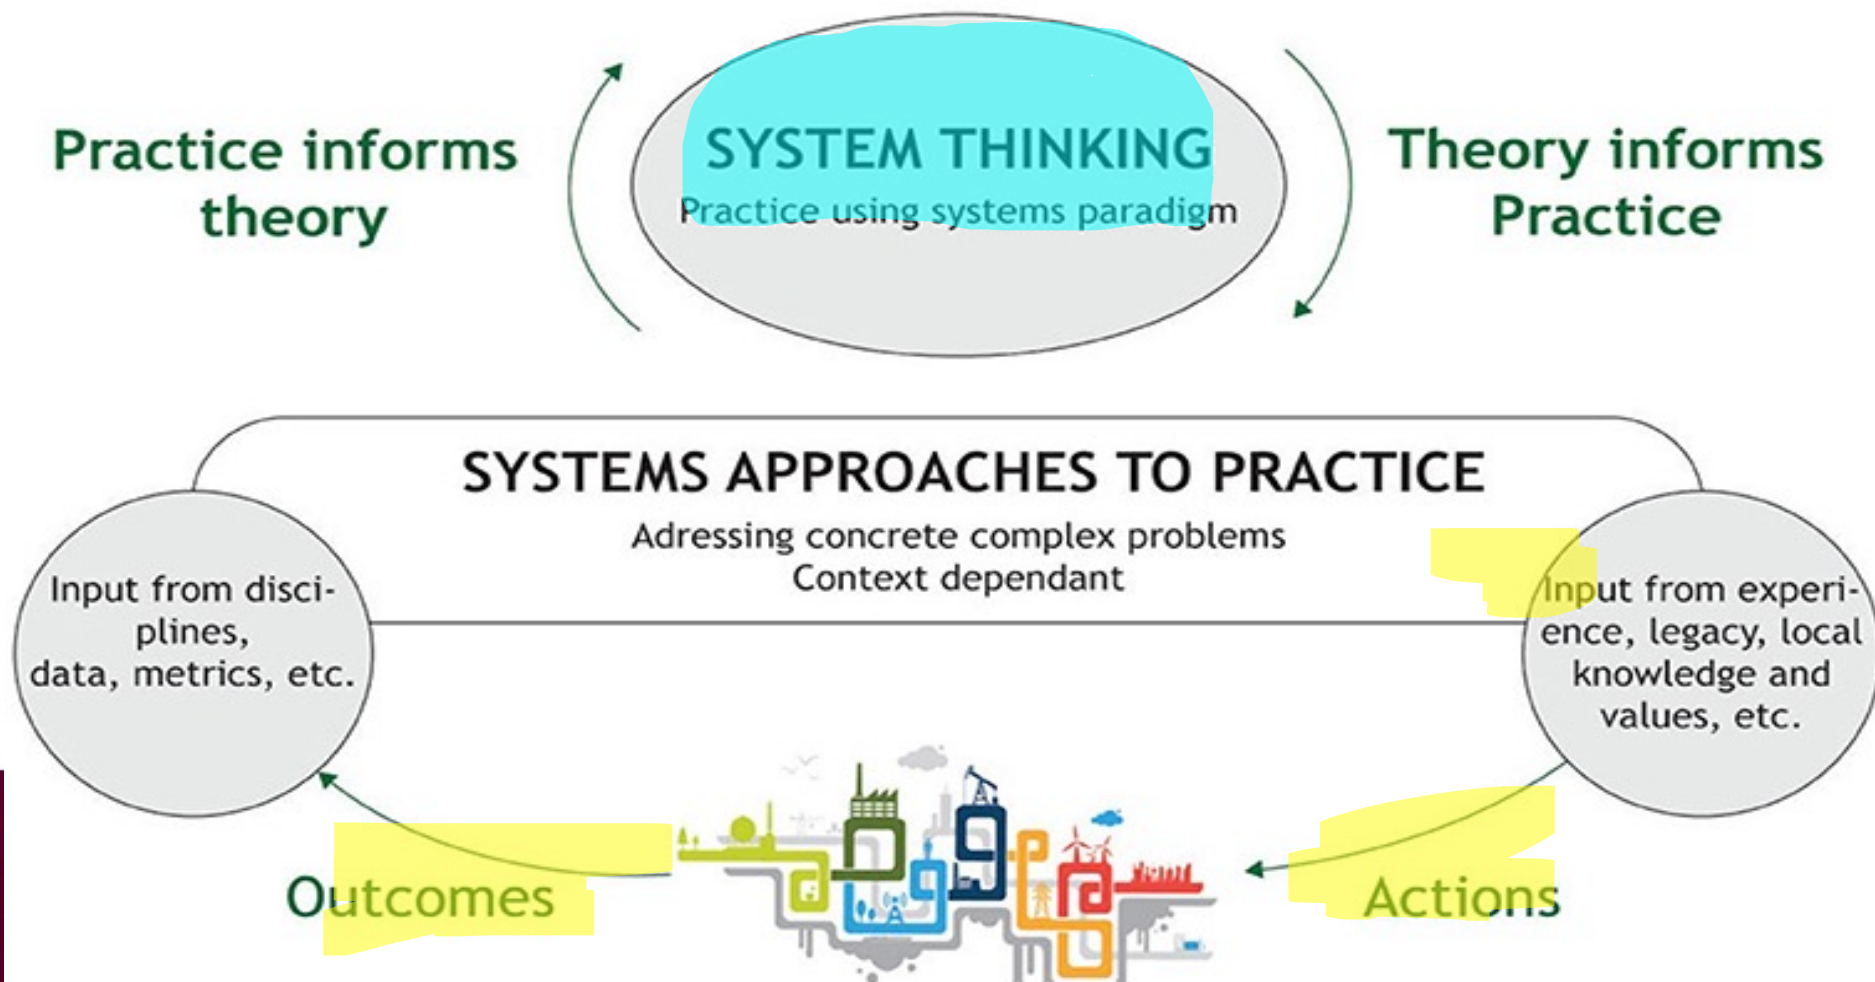 SYSTEM THINKING
Practice using systems paradigm
Practice informs
theory
Theory informs
Practice
SYSTEMS APPROACHES TO PRACTICE
Adressing concrete complex problems
Context dependant
Input from disci-
plines,
data, metrics, etc.
Input from experi-
ence, legacy, local
knowledge and
values, etc.
Outcomes
Actions